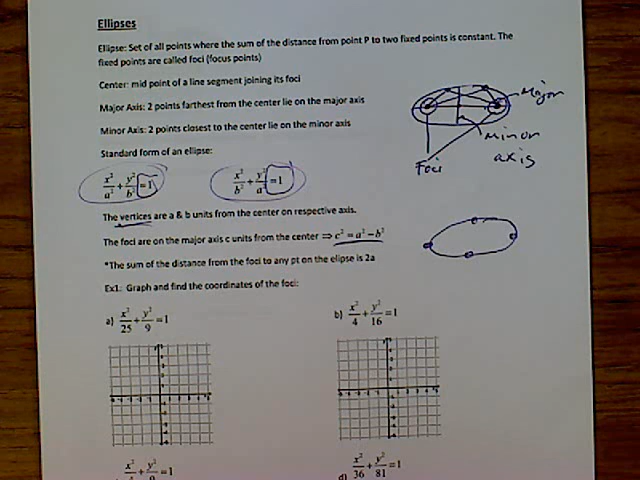 Ellipses
Ellipse: Set of all points where the sum of the distance from point P to two fixed points is constant. The
fixed points are called foci (focus points)
Center: mid point of a line segment joining its foci
Major Axis: 2 points farthest from the center lie on the major axis
Major
Minor Axis: 2 points closest to the center lie on the minor axis
Minor
axis
Foci
Standard form of an ellipse:
x²/a² + y²/b² = 1 x²/b² + y²/a² = 1
The vertices are a & b units from the center on respective axis.
The foci are on the major axis c units from the center ⇒ c² = a² − b²
*The sum of the distance from the foci to any pt on the elipse is 2a
Ex1: Graph and find the coordinates of the foci:
a) x²/25 + y²/9 = 1 b) x²/4 + y²/16 = 1
d) x²/36 + y²/81 = 1